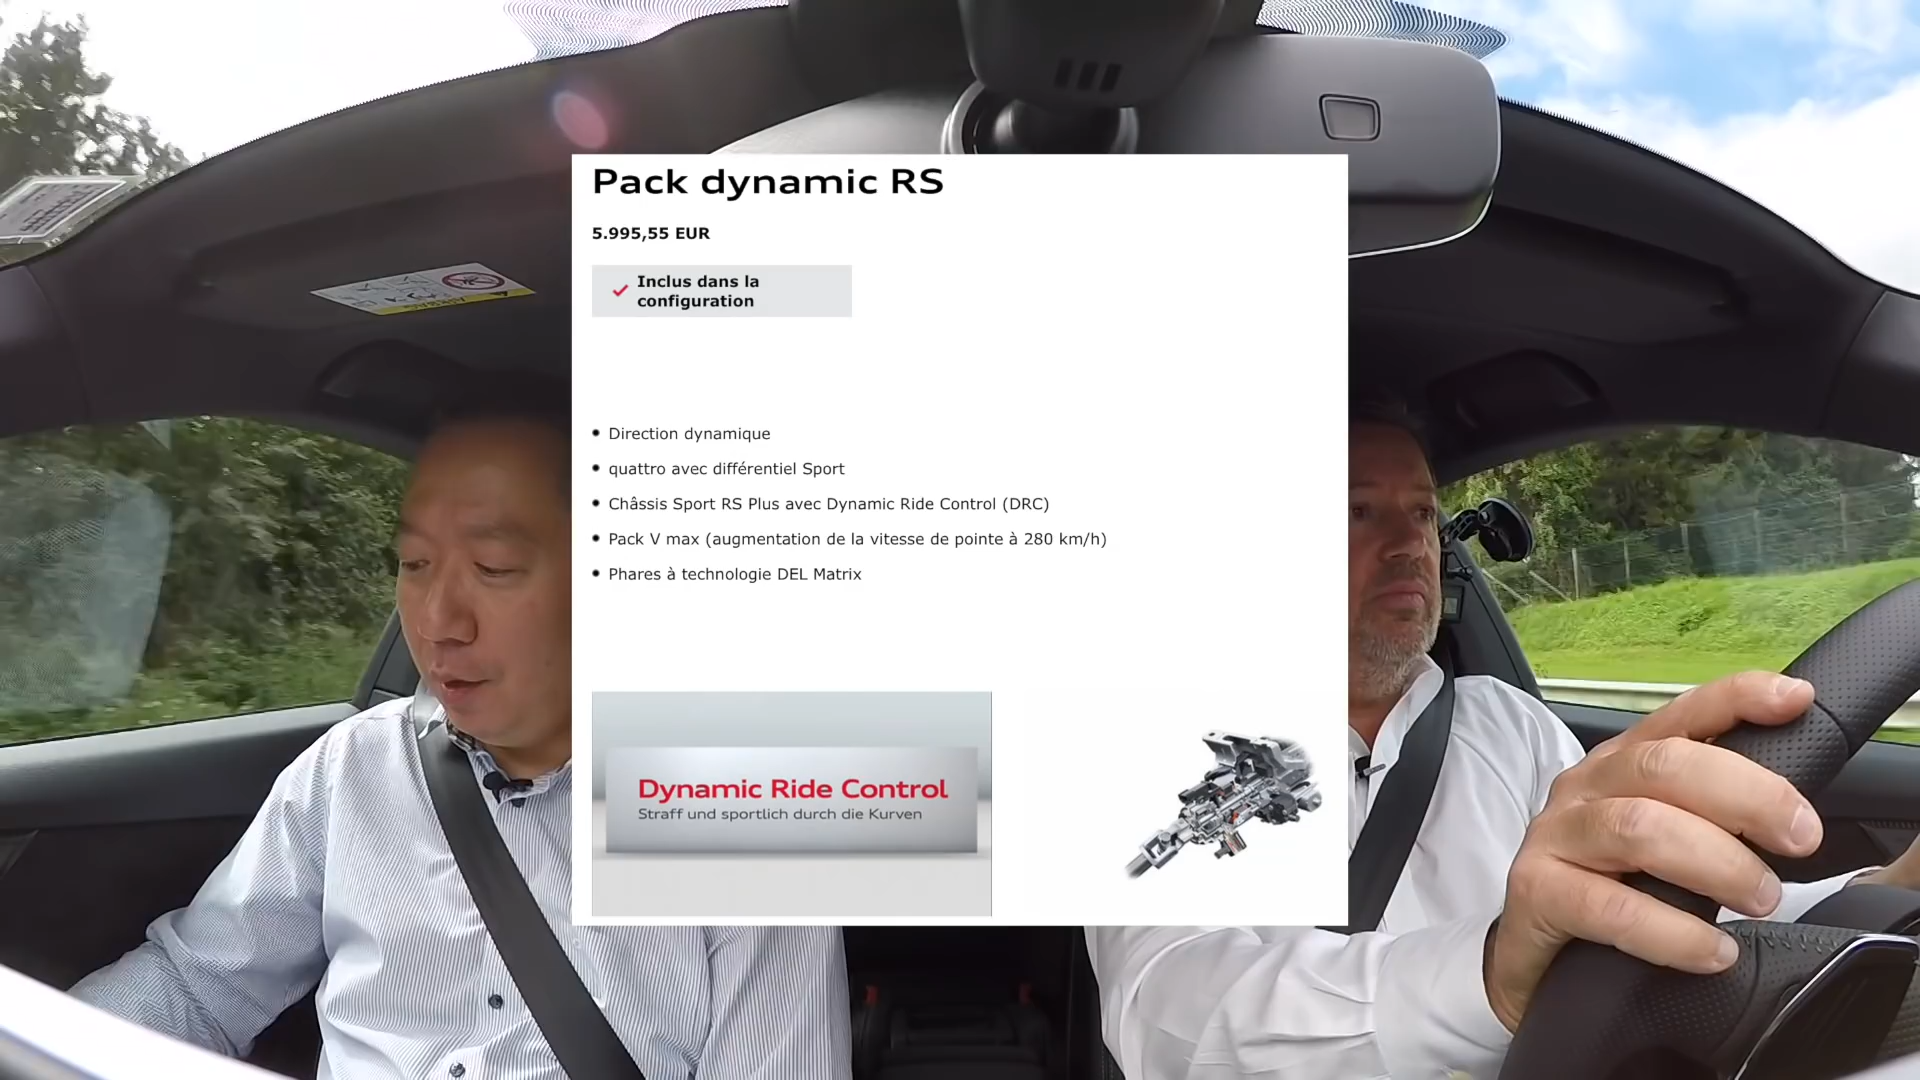 Pack dynamic RS
5.995,55 EUR
Inclus dans la
configuration
Direction dynamique
quattro avec différentiel Sport
Châssis Sport RS Plus avec Dynamic Ride Control (DRC)
Pack V max (augmentation de la vitesse de pointe à 280 km/h)
Phares à technologie DEL Matrix
Dynamic Ride Control
Straff und sportlich durch die Kurven
AIRBAG